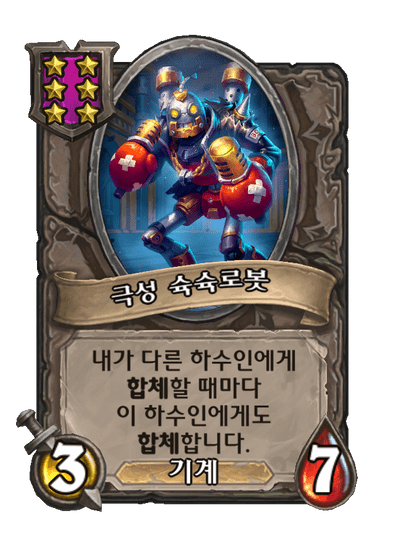 극성 슉슉로봇
내가 다른 하수인에게
합체할 때마다
이 하수인에게도
합체합니다.
3
기계
7